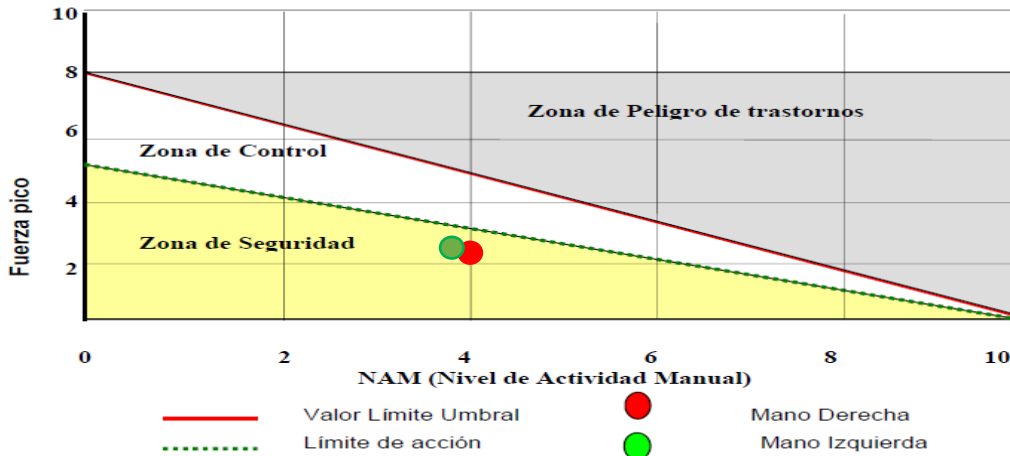 10
8
Zona de Peligro de trastornos
6
Zona de Control
4
Zona de Seguridad
2
Fuerza pico
0 2 4 6 8 10
NAM (Nivel de Actividad Manual)
Valor Límite Umbral
Mano Derecha
Límite de acción
Mano Izquierda